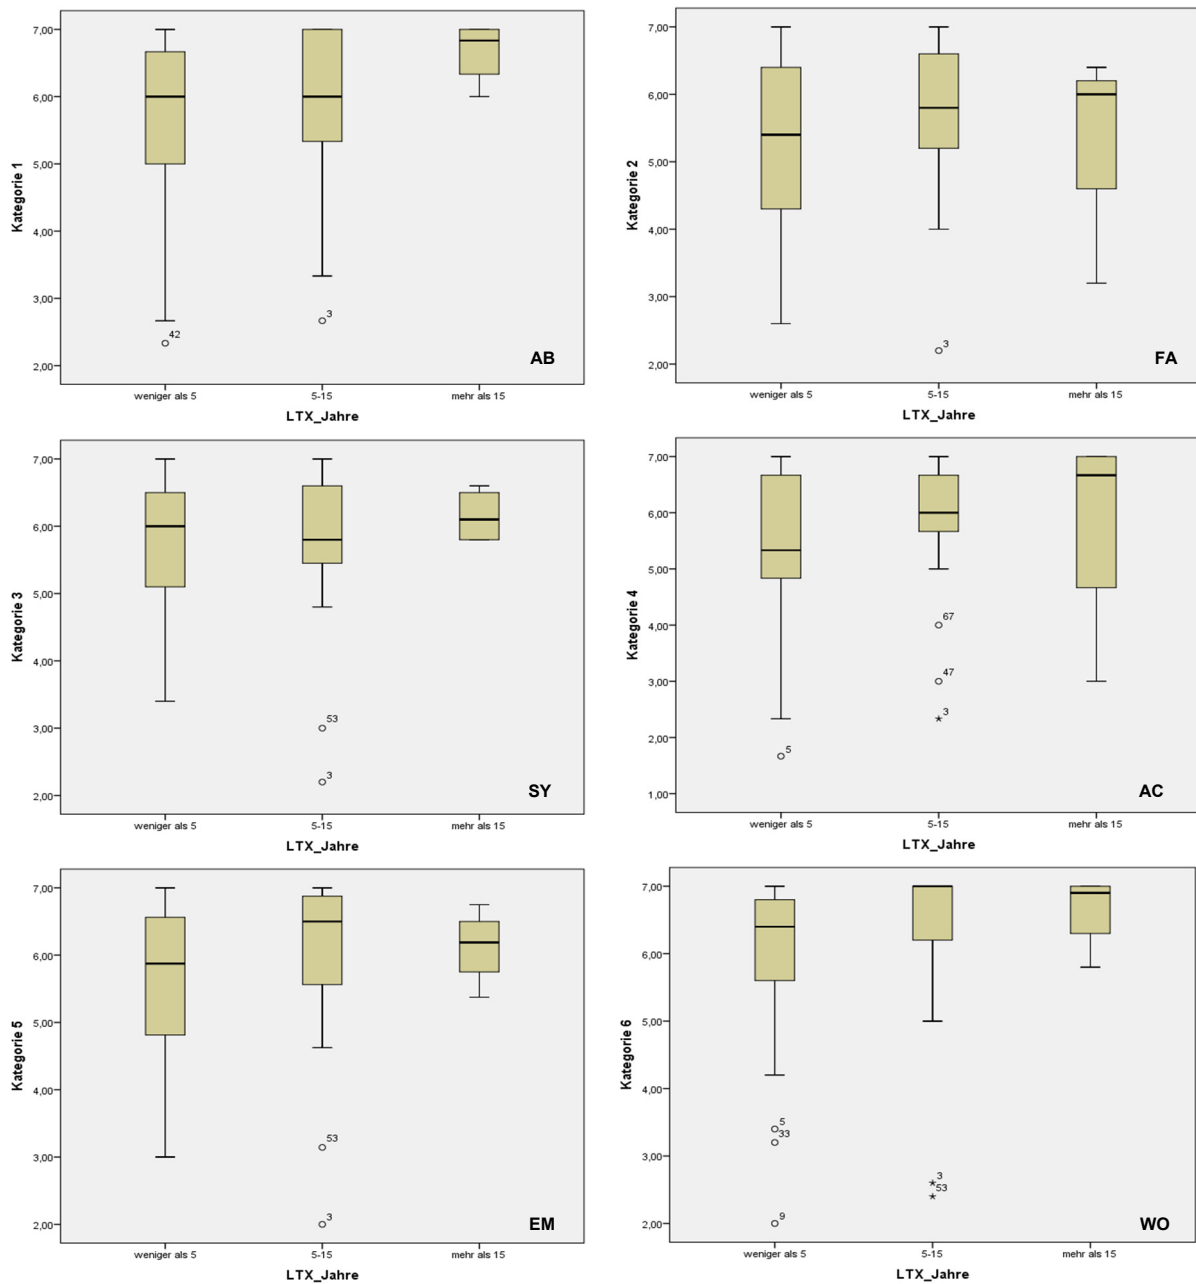 7,00
6,00
5,00
4,00
3,00
2,00
Kategorie 1
42
3
AB
weniger als 5
5-15
mehr als 15
LTX_Jahre
7,00
6,00
5,00
4,00
3,00
2,00
Kategorie 2
3
FA
weniger als 5
5-15
mehr als 15
LTX_Jahre
7,00
6,00
5,00
4,00
3,00
2,00
Kategorie 3
53
3
SY
weniger als 5
5-15
mehr als 15
LTX_Jahre
7,00
6,00
5,00
4,00
3,00
2,00
1,00
Kategorie 4
5
67
47
3
AC
weniger als 5
5-15
mehr als 15
LTX_Jahre
7,00
6,00
5,00
4,00
3,00
2,00
Kategorie 5
53
3
EM
weniger als 5
5-15
mehr als 15
LTX_Jahre
7,00
6,00
5,00
4,00
3,00
2,00
Kategorie 6
5
33
9
3
53
WO
weniger als 5
5-15
mehr als 15
LTX_Jahre